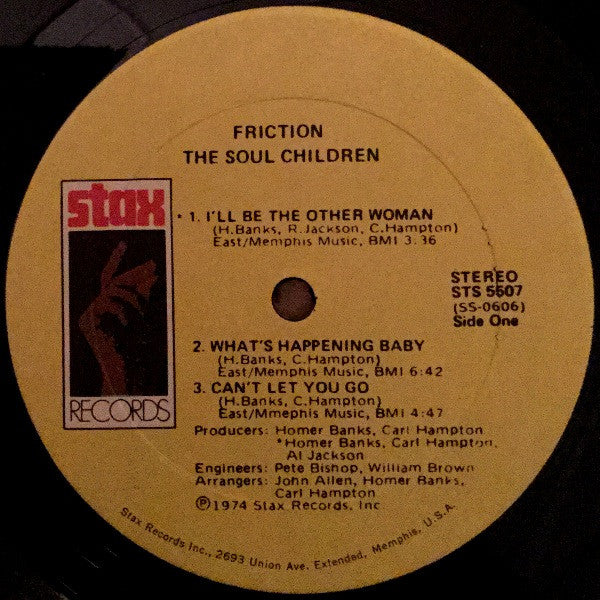 FRICTION
THE SOUL CHILDREN
stax
RECORDS
* 1. I'LL BE THE OTHER WOMAN
(H. Banks, R. Jackson, C. Hampton)
East/Memphis Music, BMI 3:36
STEREO
STS 5507
(SS-0606)
Side One
2. WHAT'S HAPPENING BABY
(H. Banks, C. Hampton)
East/Memphis Music, BMI 6:42
3. CAN'T LET YOU GO
(H. Banks, C. Hampton)
East/Mmephis Music, BMI 4:47
Producers: Homer Banks, Carl Hampton
*Homer Banks, Carl Hampton,
Al Jackson
Engineers: Pete Bishop, William Brown
Arrangers: John Allen, Homer Banks,
Carl Hampton
℗1974 Stax Records, Inc
Stax Records Inc., 2693 Union Ave. Extended, Memphis, U.S.A.